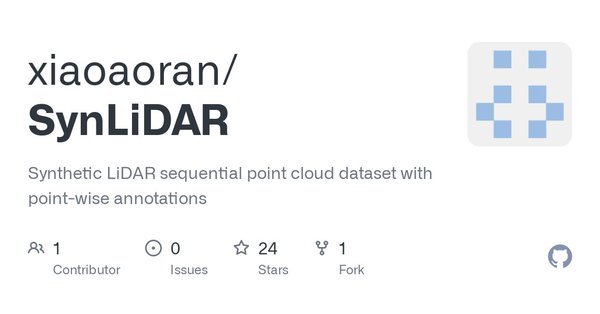 xiaoaoran/
SynLiDAR
Synthetic LiDAR sequential point cloud dataset with
point-wise annotations
1 0 24 1
Contributor Issues Stars Fork